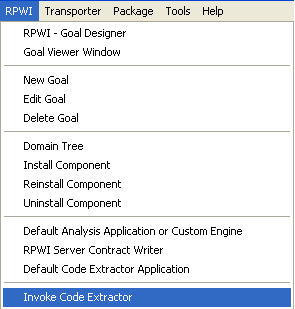 RPWI Transporter Package Tools Help
RPWI - Goal Designer
Goal Viewer Window
New Goal
Edit Goal
Delete Goal
Domain Tree
Install Component
Reinstall Component
Uninstall Component
Default Analysis Application or Custom Engine
RPWI Server Contract Writer
Default Code Extractor Application
Invoke Code Extractor